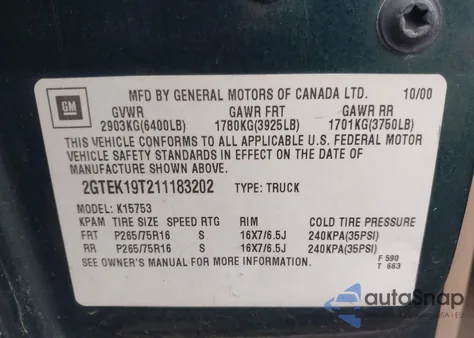 MFD BY GENERAL MOTORS OF CANADA LTD. 10/00
GM
GVWR GAWR FRT GAWR RR
2903KG(6400LB) 1780KG(3925LB) 1701KG(3750LB)
THIS VEHICLE CONFORMS TO ALL APPLICABLE U.S. FEDERAL MOTOR
VEHICLE SAFETY STANDARDS IN EFFECT ON THE DATE OF
MANUFACTURE SHOWN ABOVE.
2GTEK19T211183202 TYPE: TRUCK
MODEL: K15753
KPAM TIRE SIZE SPEED RTG RIM COLD TIRE PRESSURE
FRT P265/75R16 S 16X7/6.5J 240KPA(35PSI)
RR P265/75R16 S 16X7/6.5J 240KPA(35PSI)
SEE OWNER'S MANUAL FOR MORE INFORMATION.
F 590
T 663
autoSnap